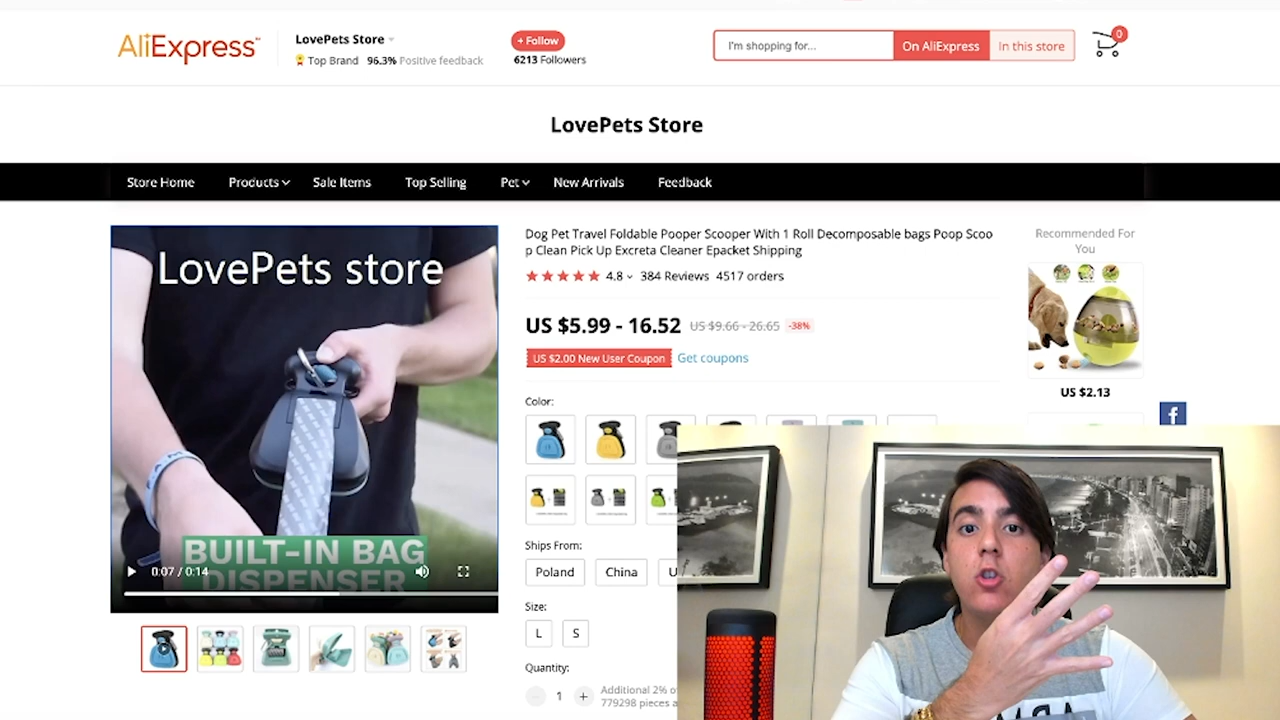 AliExpress
LovePets Store
+ Follow
Top Brand 96.3% Positive feedback
6213 Followers
I'm shopping for...
On AliExpress
In this store
0
LovePets Store
Store Home
Products
Sale Items
Top Selling
Pet
New Arrivals
Feedback
LovePets store
BUILT-IN BAG
DISPENSER
0:07 / 0:14
Dog Pet Travel Foldable Pooper Scooper With 1 Roll Decomposable bags Poop Scoo
p Clean Pick Up Excreta Cleaner Epacket Shipping
4.8 384 Reviews 4517 orders
US $5.99 - 16.52 US $9.66 - 26.65 -38%
US $2.00 New User Coupon Get coupons
Color:
Ships From:
Poland
China
Size:
L
S
Quantity:
- 1 +
Additional 2% o
779298 pieces a
Recommended For
You
US $2.13
f